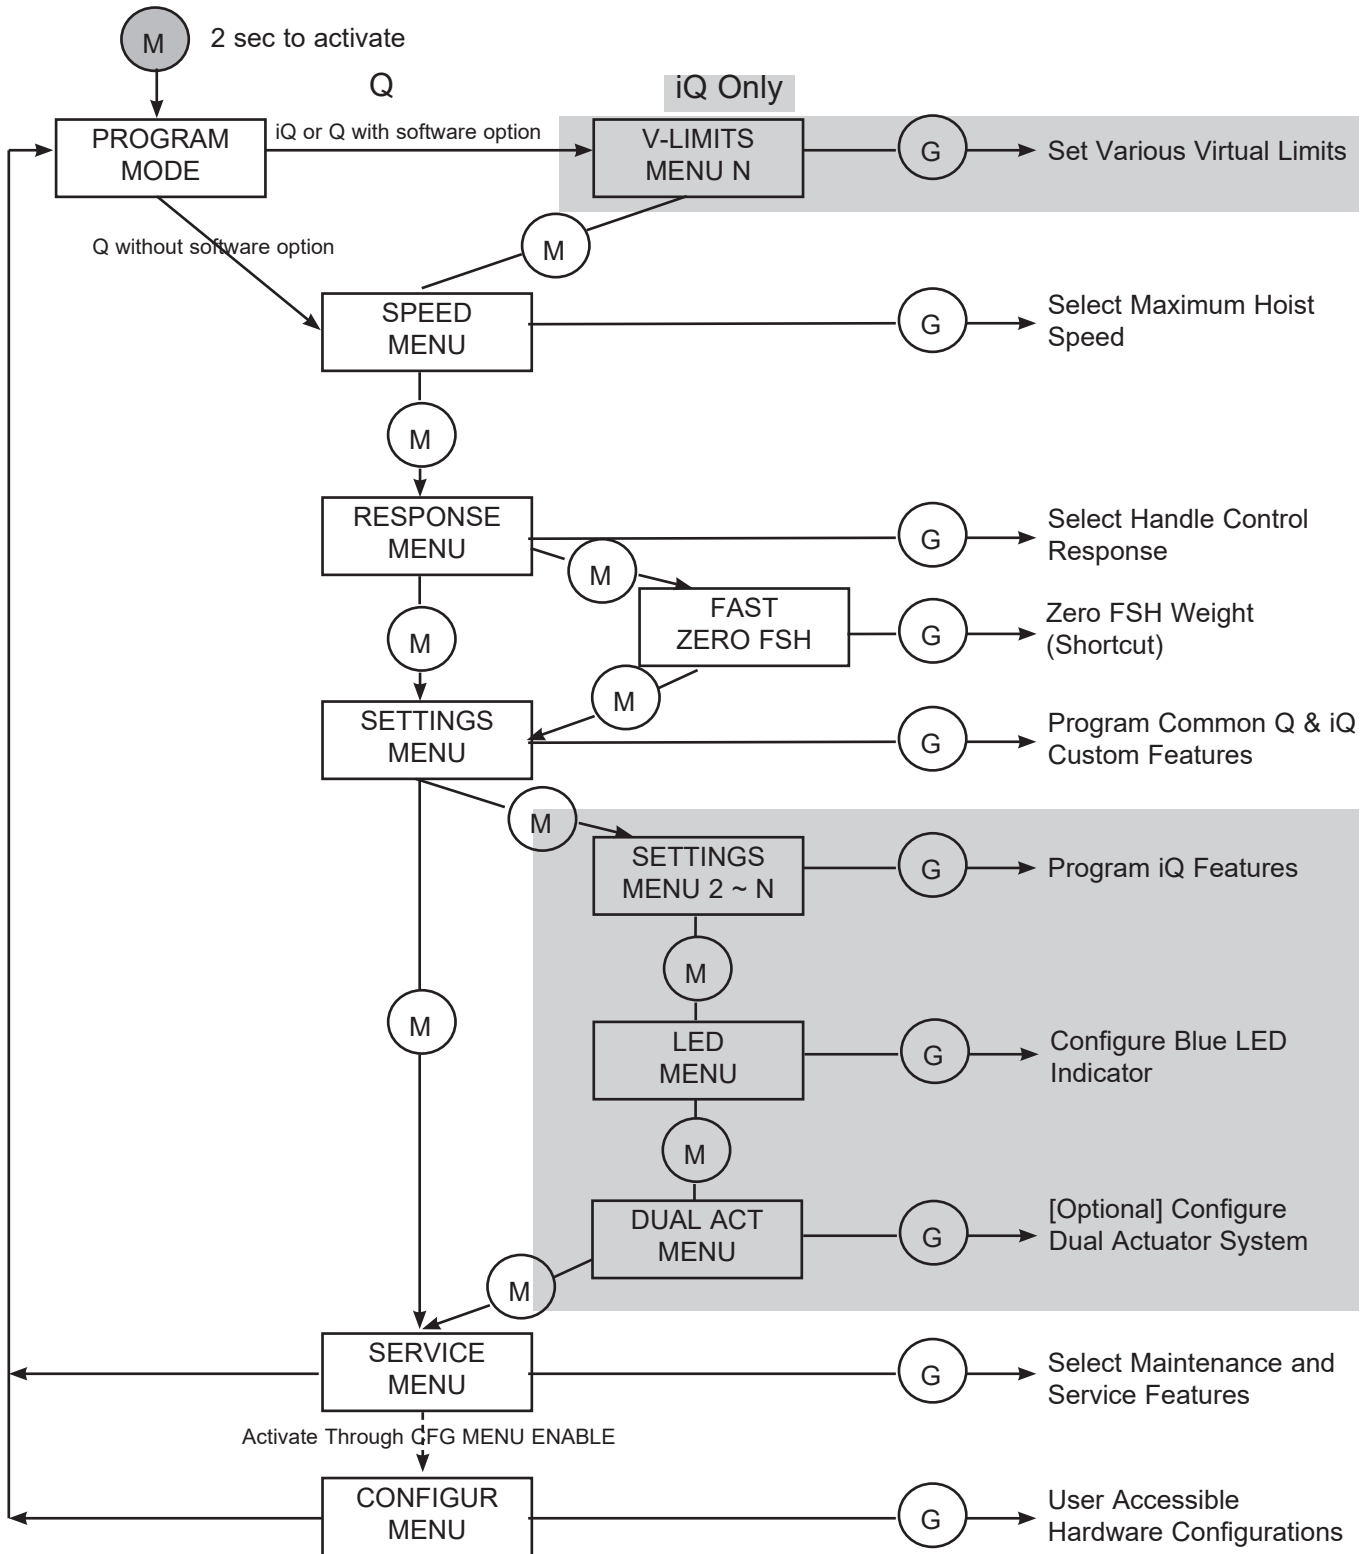 M
2 sec to activate
Q
iQ Only
PROGRAM
MODE
iQ or Q with software option
V-LIMITS
MENU N
G
Set Various Virtual Limits
Q without software option
M
SPEED
MENU
G
Select Maximum Hoist
Speed
M
RESPONSE
MENU
G
Select Handle Control
Response
M
FAST
ZERO FSH
G
Zero FSH Weight
(Shortcut)
M
M
SETTINGS
MENU
G
Program Common Q & iQ
Custom Features
M
SETTINGS
MENU 2 ~ N
G
Program iQ Features
M
M
LED
MENU
G
Configure Blue LED
Indicator
M
DUAL ACT
MENU
G
[Optional] Configure
Dual Actuator System
M
SERVICE
MENU
G
Select Maintenance and
Service Features
Activate Through CFG MENU ENABLE
CONFIGUR
MENU
G
User Accessible
Hardware Configurations